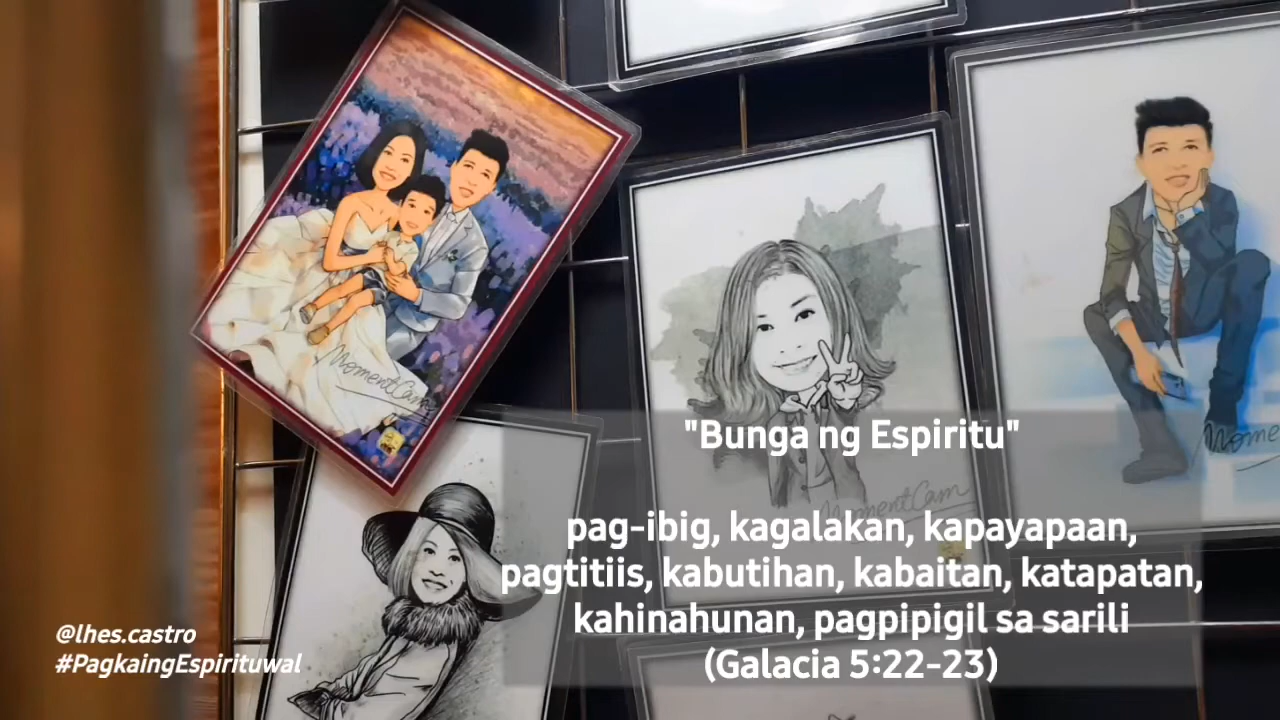 MomentCam
"Bunga ng Espiritu"
MomentCam
Mome
pag-ibig, kagalakan, kapayapaan,
pagtitiis, kabutihan, kabaitan, katapatan,
kahinahunan, pagpipigil sa sarili
(Galacia 5:22-23)
@lhes.castro
#PagkaingEspirituwal